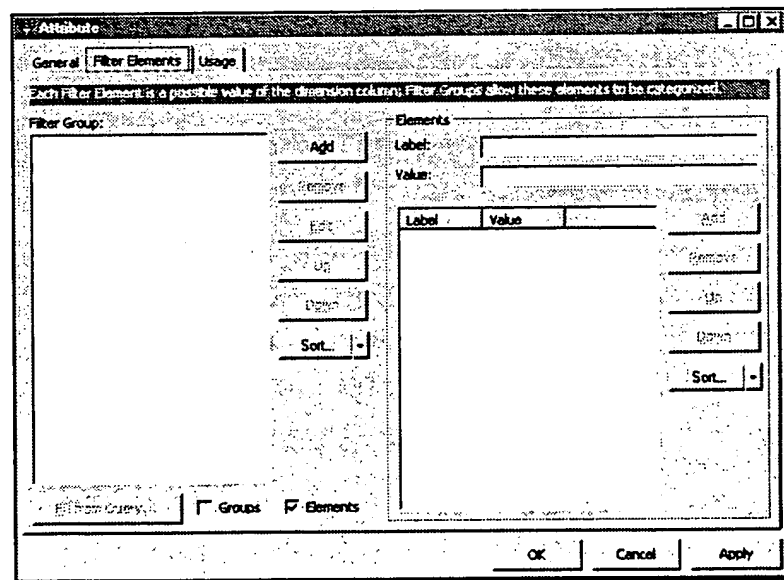 Attribute
General Filter Elements Usage
Each Filter Element is a possible value of the dimension column; Filter Groups allow these elements to be categorized.
Filter Group:
Add
Remove
Edit
Up
Down
Sort...
Fill from Query...
Groups
Elements
Elements
Label:
Value:
Label Value
Add
Remove
Up
Down
Sort...
OK Cancel Apply